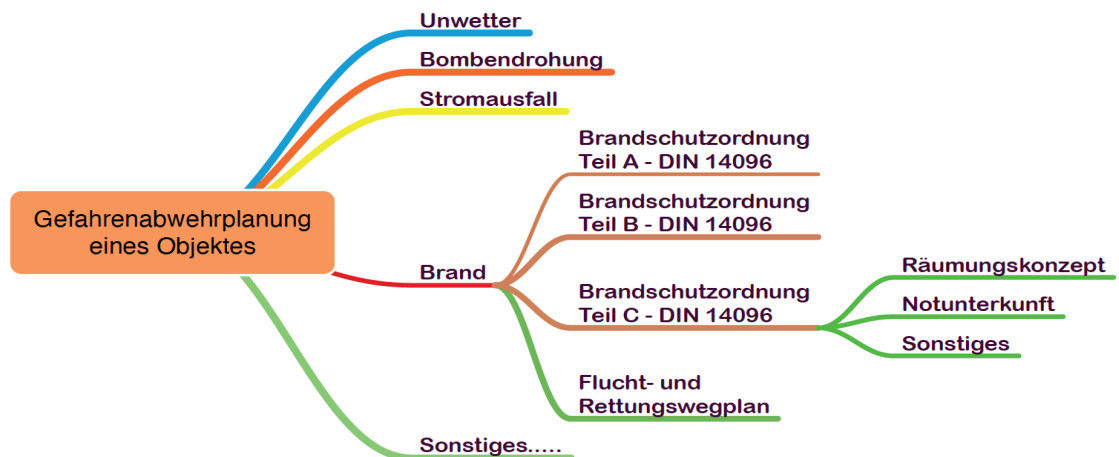 Unwetter
Bombendrohung
Stromausfall
Gefahrenabwehrplanung
eines Objektes
Brand
Brandschutzordnung
Teil A - DIN 14096
Brandschutzordnung
Teil B - DIN 14096
Brandschutzordnung
Teil C - DIN 14096
Räumungskonzept
Notunterkunft
Sonstiges
Flucht- und
Rettungswegplan
Sonstiges.....